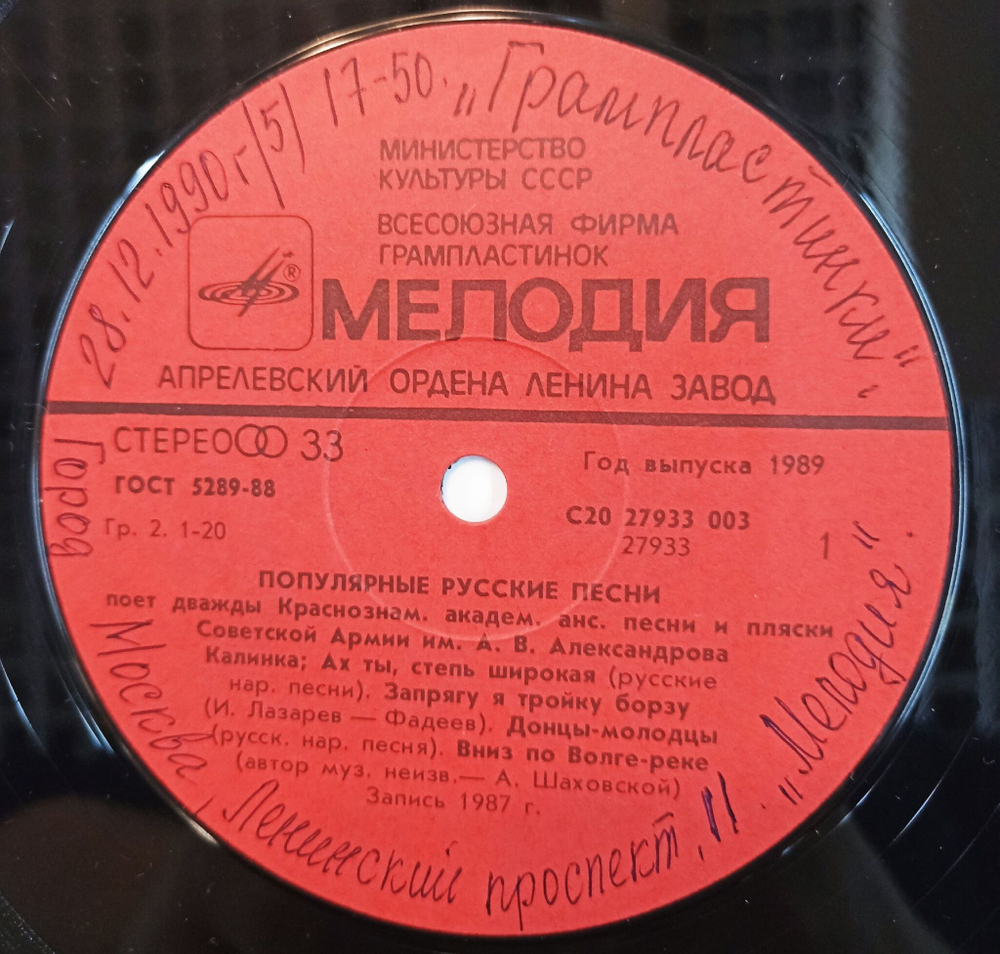 28.12.1990г /5/ 17-50. „Грампластинки“,
МИНИСТЕРСТВО
КУЛЬТУРЫ СССР
ВСЕСОЮЗНАЯ ФИРМА
ГРАМПЛАСТИНОК
®
МЕЛОДИЯ
АПРЕЛЕВСКИЙ ОРДЕНА ЛЕНИНА ЗАВОД
СТЕРЕО 33
ГОСТ 5289-88
Гр. 2. 1-20
Год выпуска 1989
С20 27933 003
27933
1
ПОПУЛЯРНЫЕ РУССКИЕ ПЕСНИ
поет дважды Краснознам. академ. анс. песни и пляски
Советской Армии им. А. В. Александрова
Калинка; Ах ты, степь широкая (русские
нар. песни). Запрягу я тройку борзу
(И. Лазарев — Фадеев). Донцы-молодцы
(русск. нар. песня). Вниз по Волге-реке
(автор муз. неизв.— А. Шаховской)
Запись 1987 г.
город
Москва, Ленинский проспект, 11. „Мелодия“.